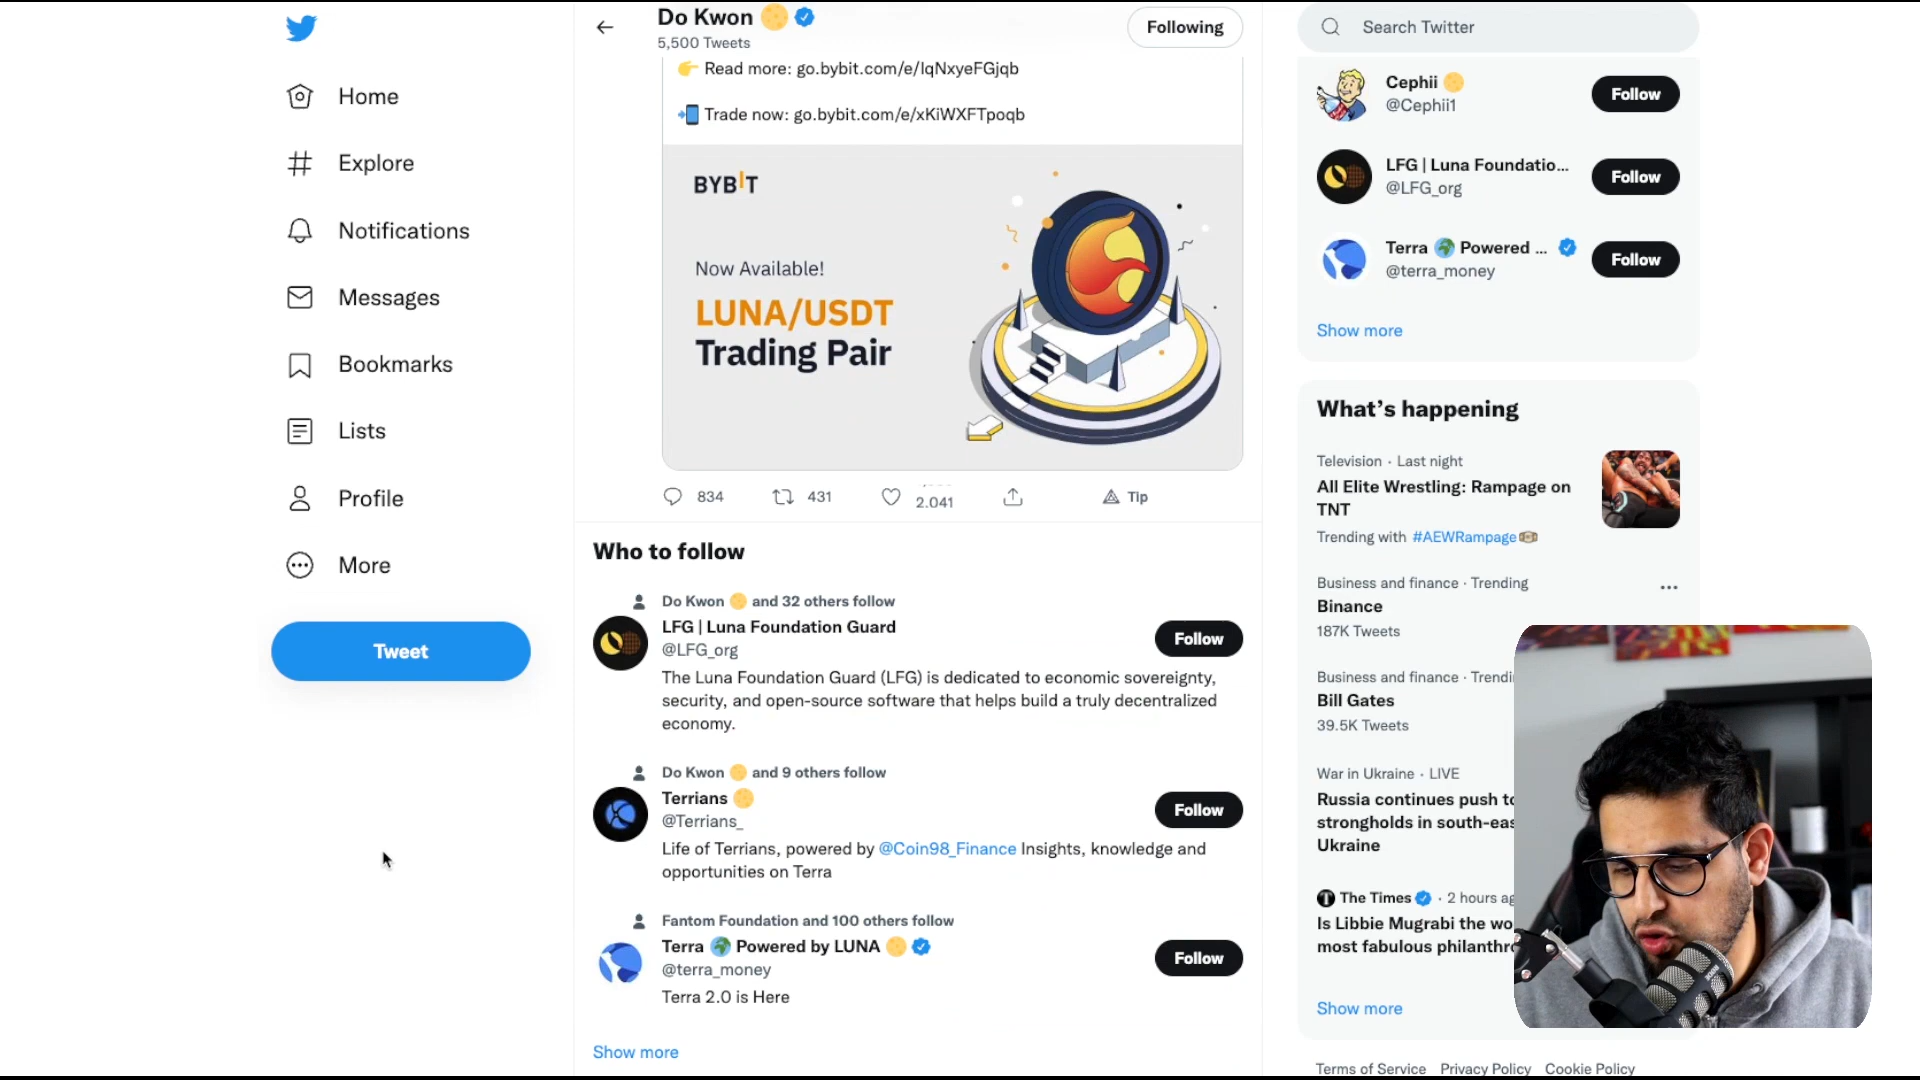 Home
Explore
Notifications
Messages
Bookmarks
Lists
Profile
More
Tweet
Do Kwon
5,500 Tweets
Following
👉 Read more: go.bybit.com/e/lqNxyeFGjqb
📲 Trade now: go.bybit.com/e/xKiWXFTpoqb
BYBIT
Now Available!
LUNA/USDT
Trading Pair
834
431
2.041
Tip
Who to follow
Do Kwon 🌕 and 32 others follow
LFG | Luna Foundation Guard
@LFG_org
Follow
The Luna Foundation Guard (LFG) is dedicated to economic sovereignty,
security, and open-source software that helps build a truly decentralized
economy.
Do Kwon 🌕 and 9 others follow
Terrians 🌕
@Terrians_
Follow
Life of Terrians, powered by @Coin98_Finance Insights, knowledge and
opportunities on Terra
Fantom Foundation and 100 others follow
Terra 🌍 Powered by LUNA 🌕
@terra_money
Follow
Terra 2.0 is Here
Show more
Search Twitter
Cephii 🌕
@Cephii1
Follow
LFG | Luna Foundatio...
@LFG_org
Follow
Terra 🌍 Powered ...
@terra_money
Follow
Show more
What's happening
Television · Last night
All Elite Wrestling: Rampage on
TNT
Trending with #AEWRampage
Business and finance · Trending
Binance
187K Tweets
Business and finance · Trendi
Bill Gates
39.5K Tweets
War in Ukraine · LIVE
Russia continues push to
strongholds in south-eas
Ukraine
The Times · 2 hours ag
Is Libbie Mugrabi the wo
most fabulous philanthr
Show more
Terms of Service Privacy Policy Cookie Policy